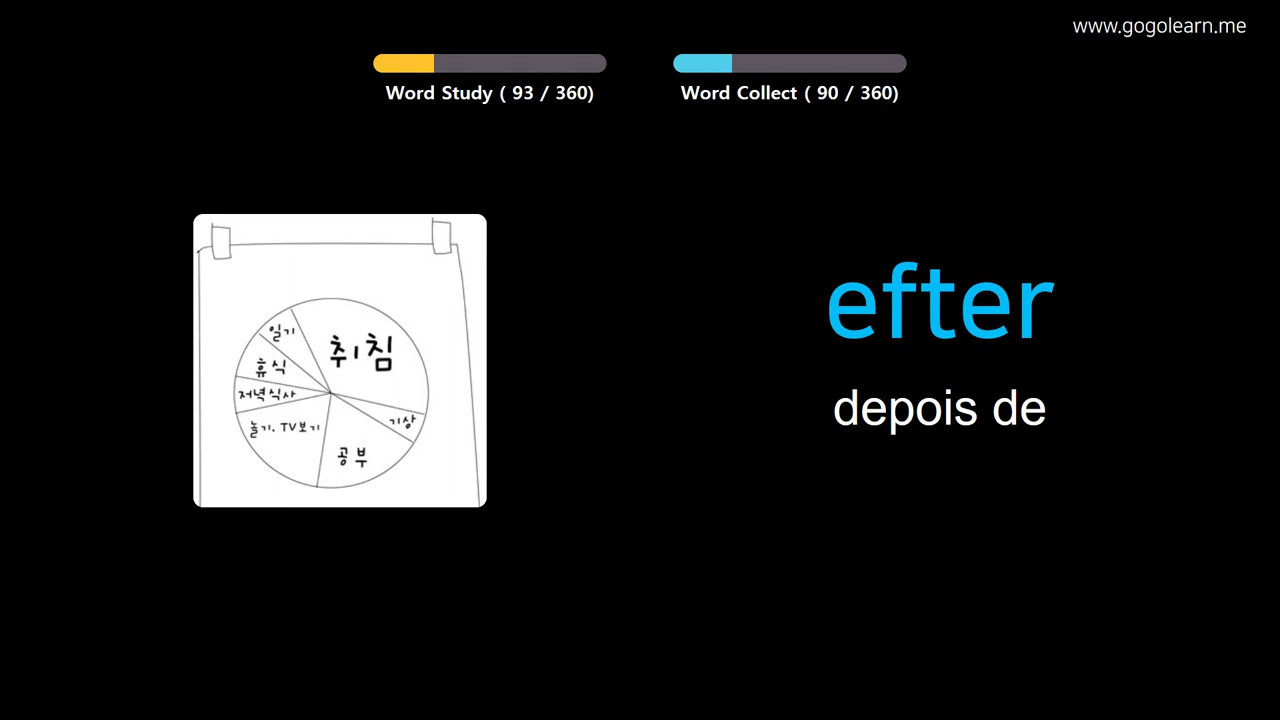 www.gogolearn.me
Word Study ( 93 / 360)
Word Collect ( 90 / 360)
일기
취침
휴식
저녁식사
기상
놀기. TV보기
공부
efter
depois de